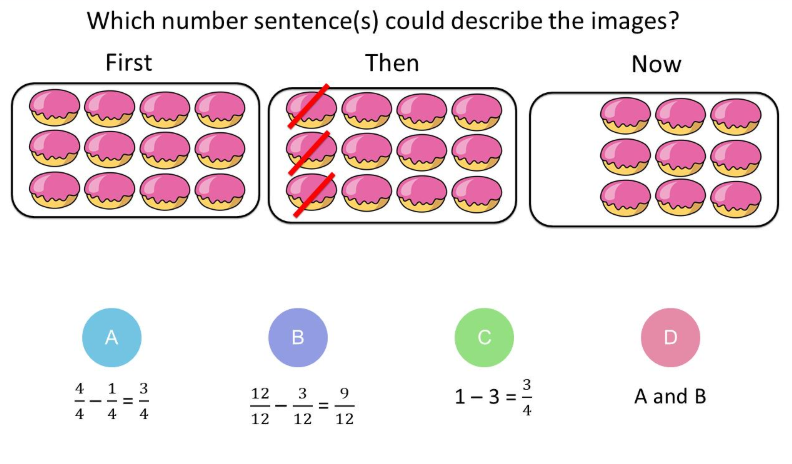 Which number sentence(s) could describe the images?
First Then Now
A B C D
4/4 − 1/4 = 3/4
12/12 − 3/12 = 9/12
1 – 3 = 3/4
A and B